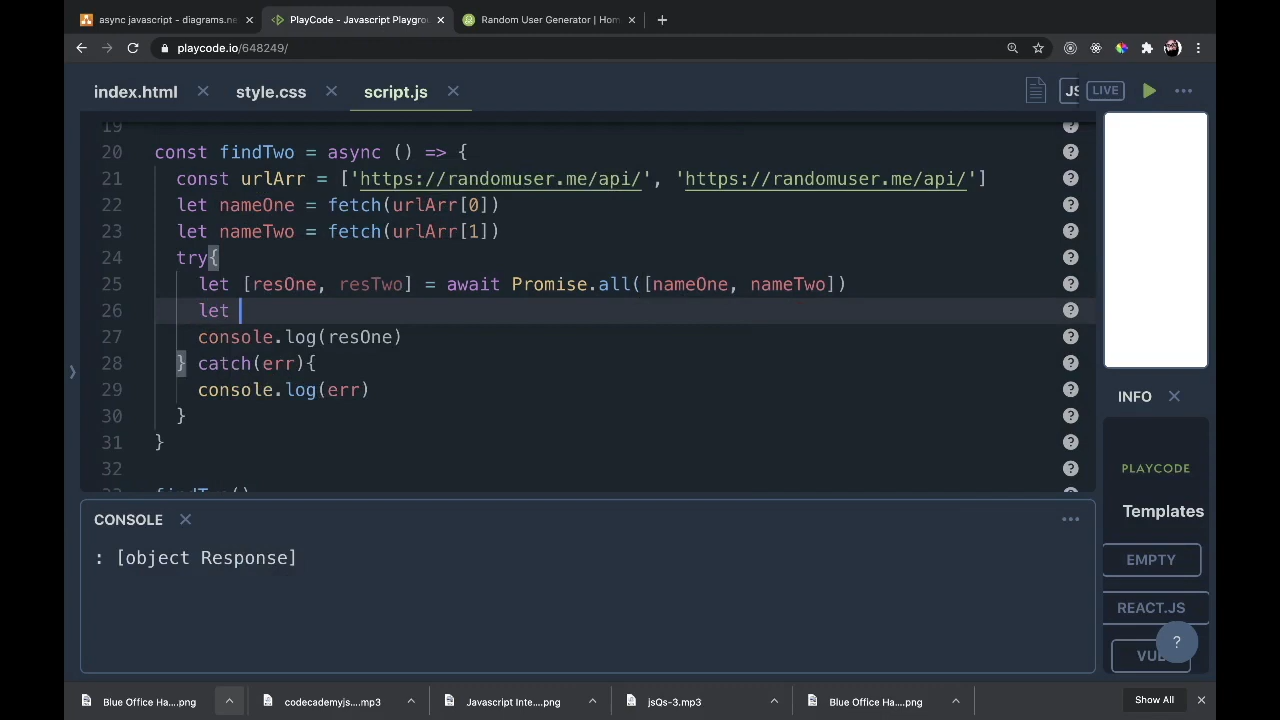 async javascript - diagrams.ne
PlayCode - Javascript Playgro
Random User Generator | Hom
playcode.io/648249/
index.html
style.css
script.js
JS
LIVE
19
20 const findTwo = async () => {
21 const urlArr = ['https://randomuser.me/api/', 'https://randomuser.me/api/']
22 let nameOne = fetch(urlArr[0])
23 let nameTwo = fetch(urlArr[1])
24 try{
25 let [resOne, resTwo] = await Promise.all([nameOne, nameTwo])
26 let
27 console.log(resOne)
28 } catch(err){
29 console.log(err)
30 }
31 }
32
33 findTwo()
INFO
PLAYCODE
Templates
EMPTY
REACT.JS
VUE
?
CONSOLE
: [object Response]
Blue Office Ha....png
codecademyjs....mp3
Javascript Inte....png
jsQs-3.mp3
Blue Office Ha....png
Show All